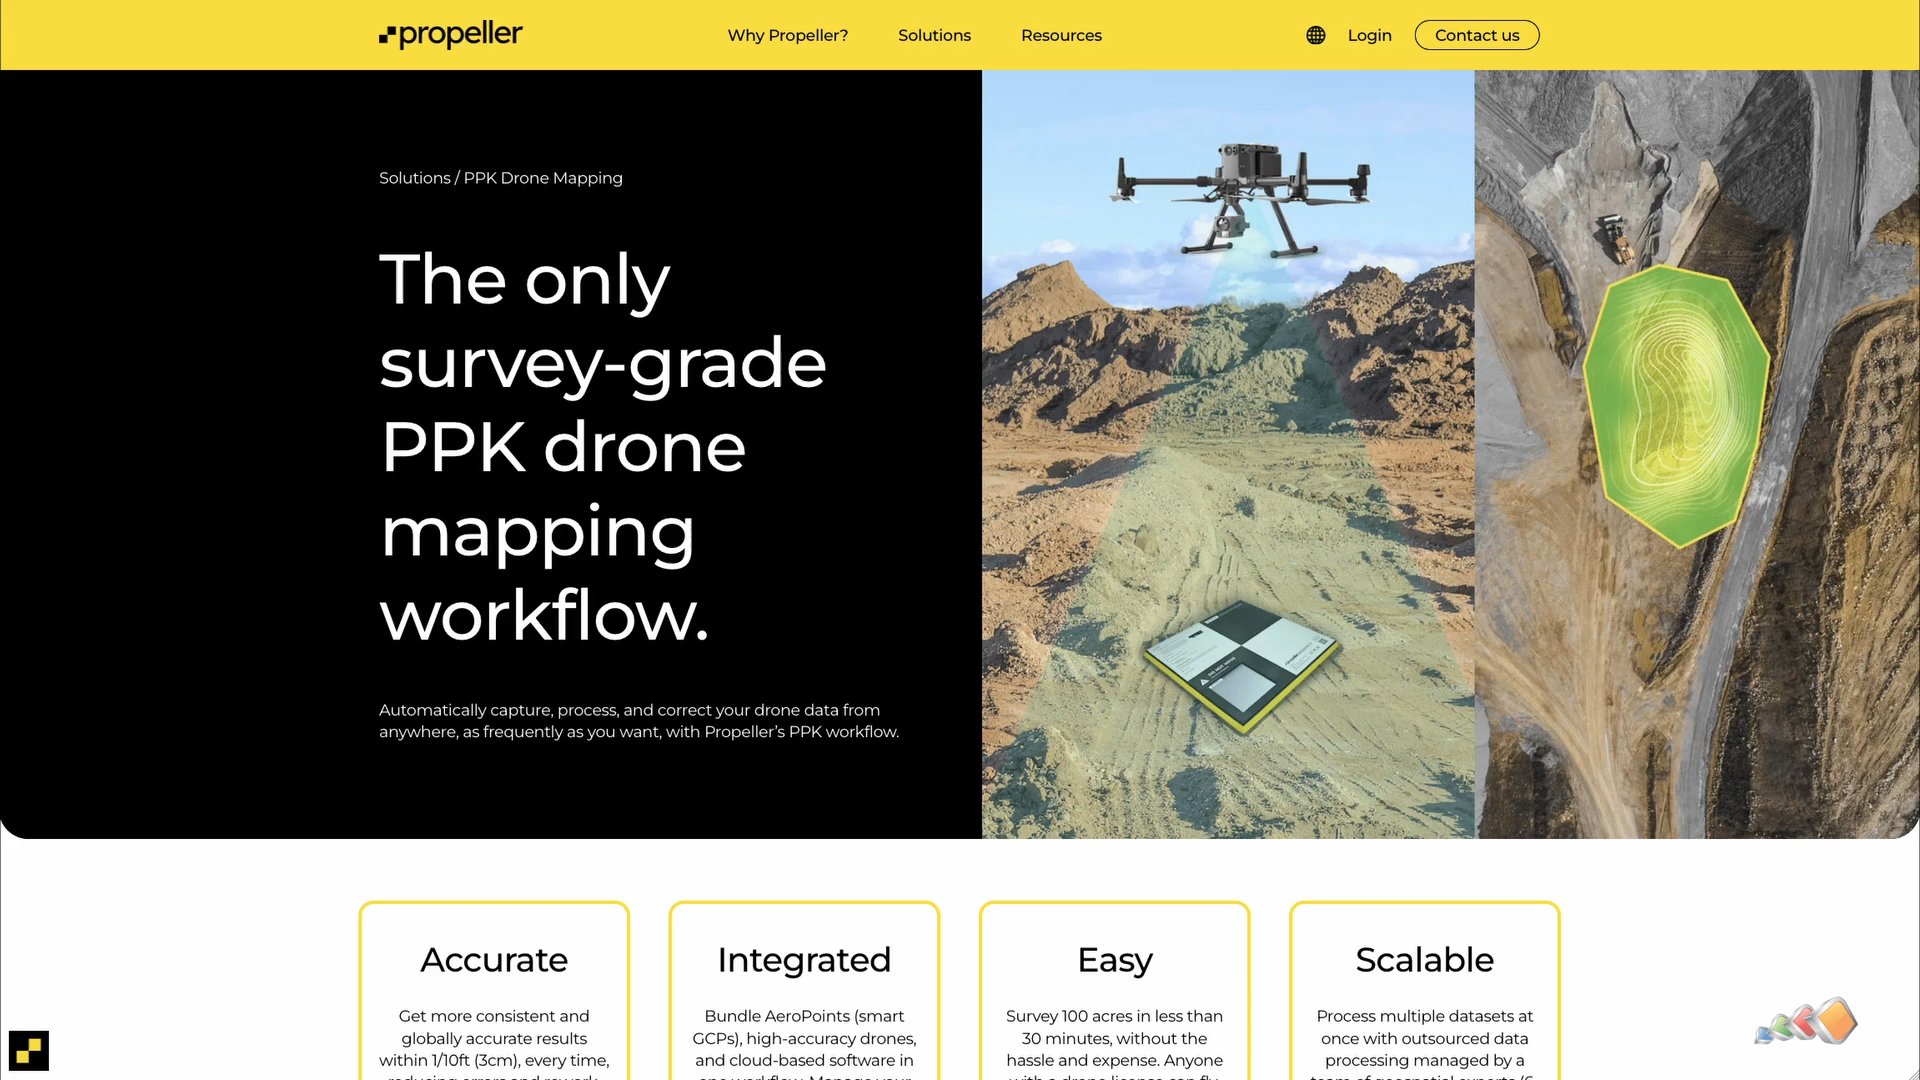 propeller
Why Propeller?
Solutions
Resources
Login
Contact us
Solutions / PPK Drone Mapping
The only
survey-grade
PPK drone
mapping
workflow.
Automatically capture, process, and correct your drone data from
anywhere, as frequently as you want, with Propeller's PPK workflow.
DO NOT MOVE
Accurate
Get more consistent and
globally accurate results
within 1/10ft (3cm), every time,
Integrated
Bundle AeroPoints (smart
GCPs), high-accuracy drones,
and cloud-based software in
Easy
Survey 100 acres in less than
30 minutes, without the
hassle and expense. Anyone
Scalable
Process multiple datasets at
once with outsourced data
processing managed by a